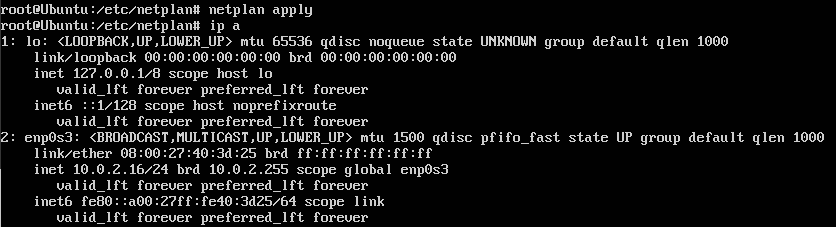 root@Ubuntu:/etc/netplan# netplan apply
root@Ubuntu:/etc/netplan# ip a
1: lo: <LOOPBACK,UP,LOWER_UP> mtu 65536 qdisc noqueue state UNKNOWN group default qlen 1000
    link/loopback 00:00:00:00:00:00 brd 00:00:00:00:00:00
    inet 127.0.0.1/8 scope host lo
       valid_lft forever preferred_lft forever
    inet6 ::1/128 scope host noprefixroute
       valid_lft forever preferred_lft forever
2: enp0s3: <BROADCAST,MULTICAST,UP,LOWER_UP> mtu 1500 qdisc pfifo_fast state UP group default qlen 1000
    link/ether 08:00:27:40:3d:25 brd ff:ff:ff:ff:ff:ff
    inet 10.0.2.16/24 brd 10.0.2.255 scope global enp0s3
       valid_lft forever preferred_lft forever
    inet6 fe80::a00:27ff:fe40:3d25/64 scope link
       valid_lft forever preferred_lft forever